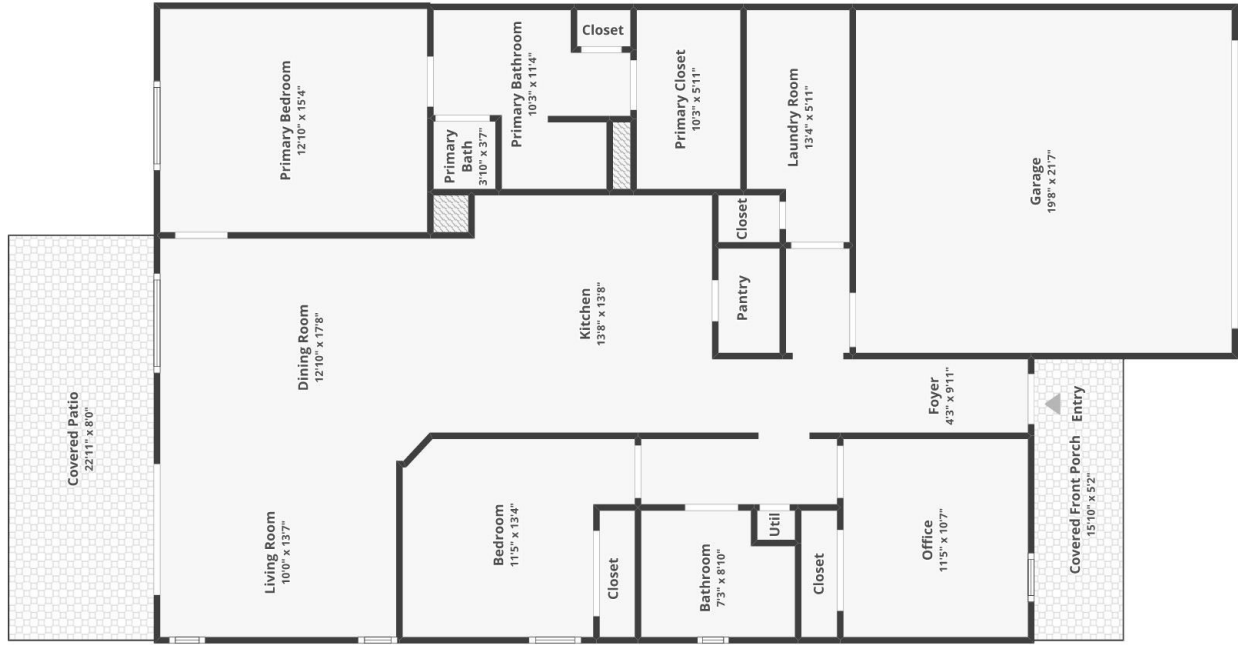 Primary Bedroom
12'10" x 15'4"
Primary Bathroom
10'3" x 11'4"
Closet
Primary
Bath
3'10" x 3'7"
Primary Closet
10'3" x 5'11"
Laundry Room
13'4" x 5'11"
Garage
19'8" x 21'7"
Closet
Pantry
Kitchen
13'8" x 13'8"
Dining Room
12'10" x 17'8"
Covered Patio
22'11" x 8'0"
Foyer
4'3" x 9'11"
Entry
Covered Front Porch
15'10" x 5'2"
Living Room
10'0" x 13'7"
Bedroom
11'5" x 13'4"
Closet
Bathroom
7'3" x 8'10"
Util
Closet
Office
11'5" x 10'7"